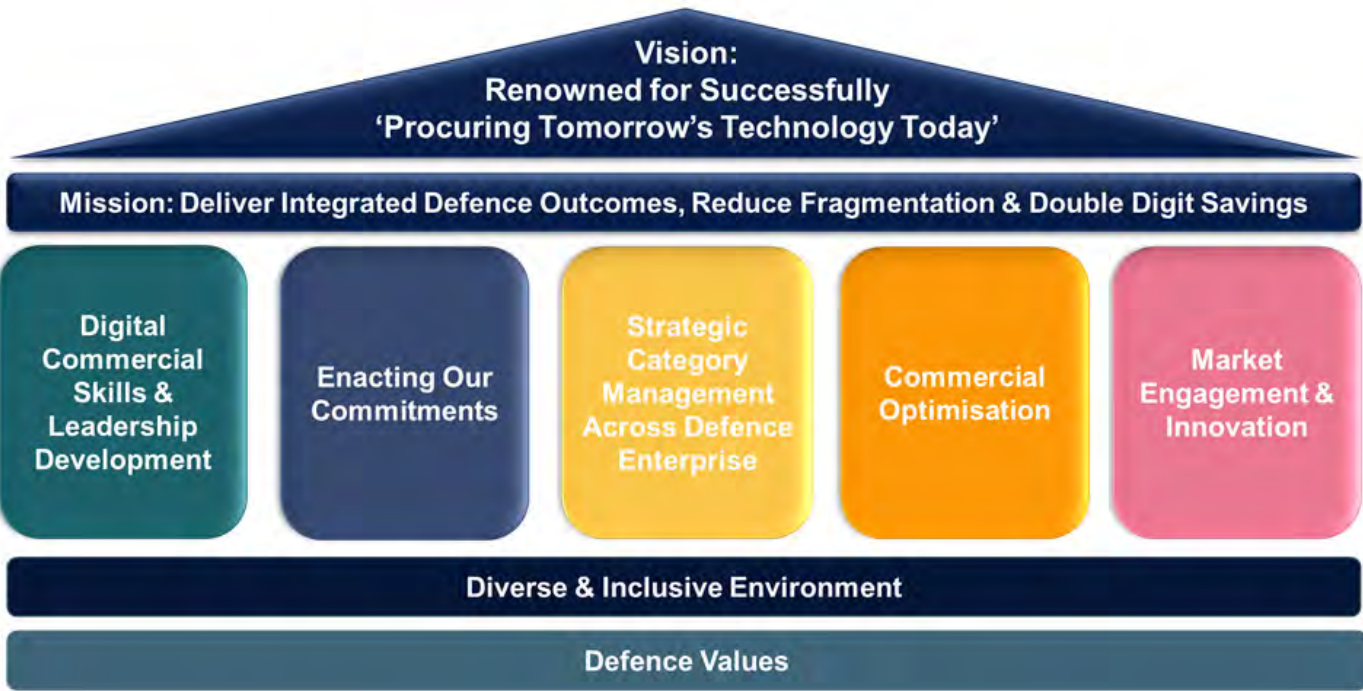 Vision:
Renowned for Successfully
‘Procuring Tomorrow’s Technology Today’
Mission: Deliver Integrated Defence Outcomes, Reduce Fragmentation & Double Digit Savings
Digital
Commercial
Skills &
Leadership
Development
Enacting Our
Commitments
Strategic
Category
Management
Across Defence
Enterprise
Commercial
Optimisation
Market
Engagement &
Innovation
Diverse & Inclusive Environment
Defence Values